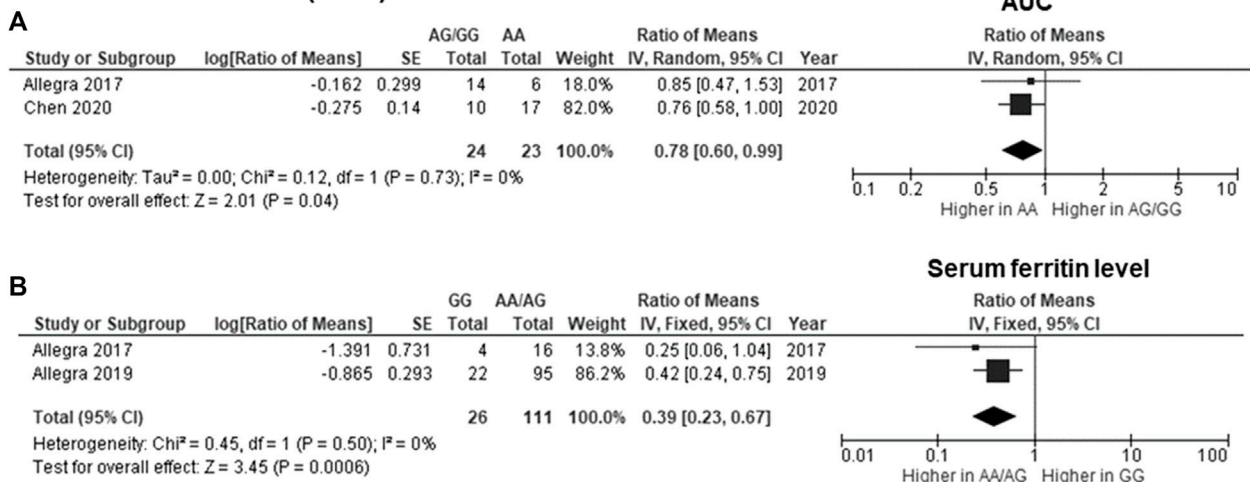 AUC
A
AG/GG AA Ratio of Means Ratio of Means
Study or Subgroup log[Ratio of Means] SE Total Total Weight IV, Random, 95% CI Year IV, Random, 95% CI
Allegra 2017 -0.162 0.299 14 6 18.0% 0.85 [0.47, 1.53] 2017
Chen 2020 -0.275 0.14 10 17 82.0% 0.76 [0.58, 1.00] 2020
Total (95% CI) 24 23 100.0% 0.78 [0.60, 0.99]
Heterogeneity: Tau² = 0.00; Chi² = 0.12, df = 1 (P = 0.73); I² = 0%
Test for overall effect: Z = 2.01 (P = 0.04)
0.1 0.2 0.5 1 2 5 10
Higher in AA Higher in AG/GG
Serum ferritin level
B
GG AA/AG Ratio of Means Ratio of Means
Study or Subgroup log[Ratio of Means] SE Total Total Weight IV, Fixed, 95% CI Year IV, Fixed, 95% CI
Allegra 2017 -1.391 0.731 4 16 13.8% 0.25 [0.06, 1.04] 2017
Allegra 2019 -0.865 0.293 22 95 86.2% 0.42 [0.24, 0.75] 2019
Total (95% CI) 26 111 100.0% 0.39 [0.23, 0.67]
Heterogeneity: Chi² = 0.45, df = 1 (P = 0.50); I² = 0%
Test for overall effect: Z = 3.45 (P = 0.0006)
0.01 0.1 1 10 100
Higher in AA/AG Higher in GG